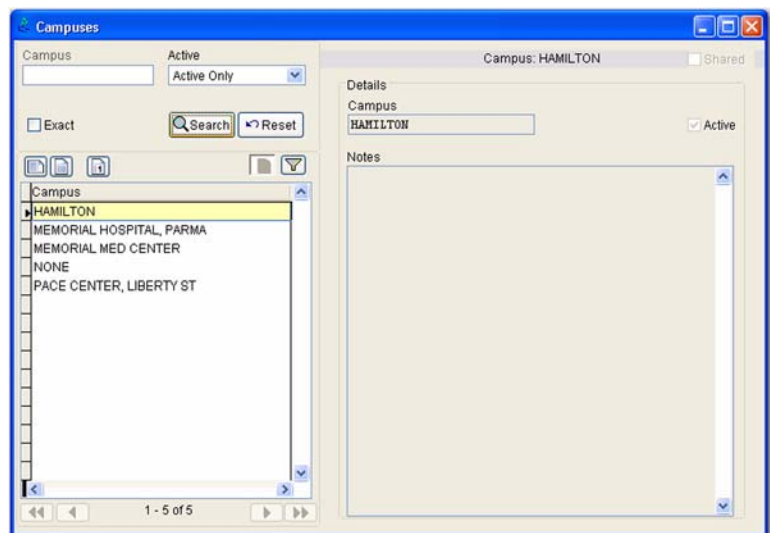 Campuses
Campus
Active
Active Only
Exact
Search
Reset
Campus
HAMILTON
MEMORIAL HOSPITAL, PARMA
MEMORIAL MED CENTER
NONE
PACE CENTER, LIBERTY ST
1 - 5 of 5
Campus: HAMILTON
Shared
Details
Campus
HAMILTON
Active
Notes